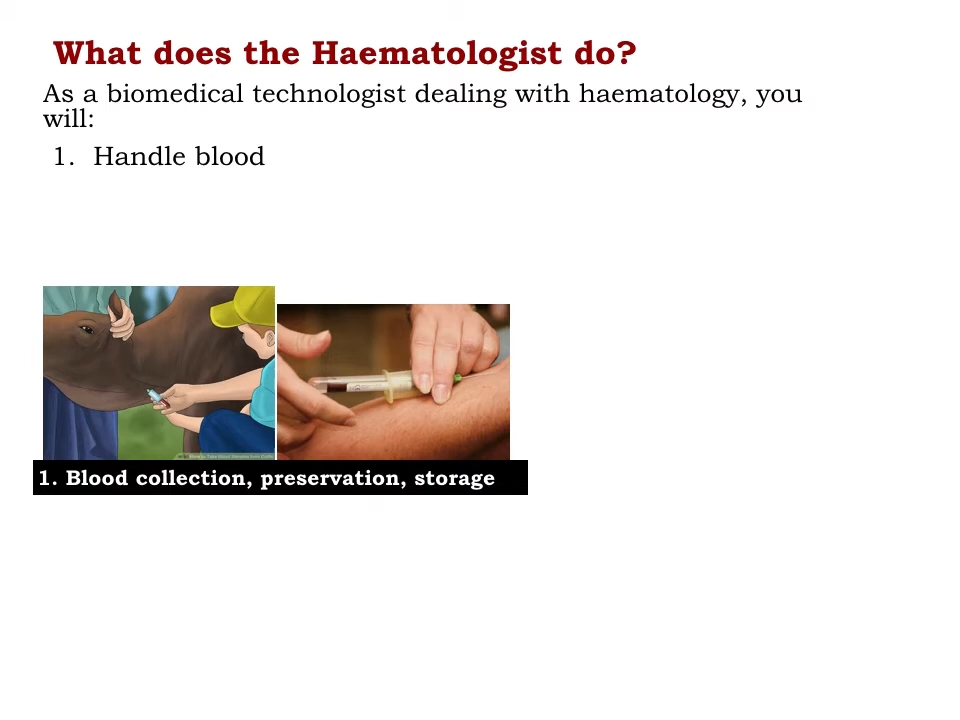 What does the Haematologist do?
As a biomedical technologist dealing with haematology, you
will:
1. Handle blood
1. Blood collection, preservation, storage